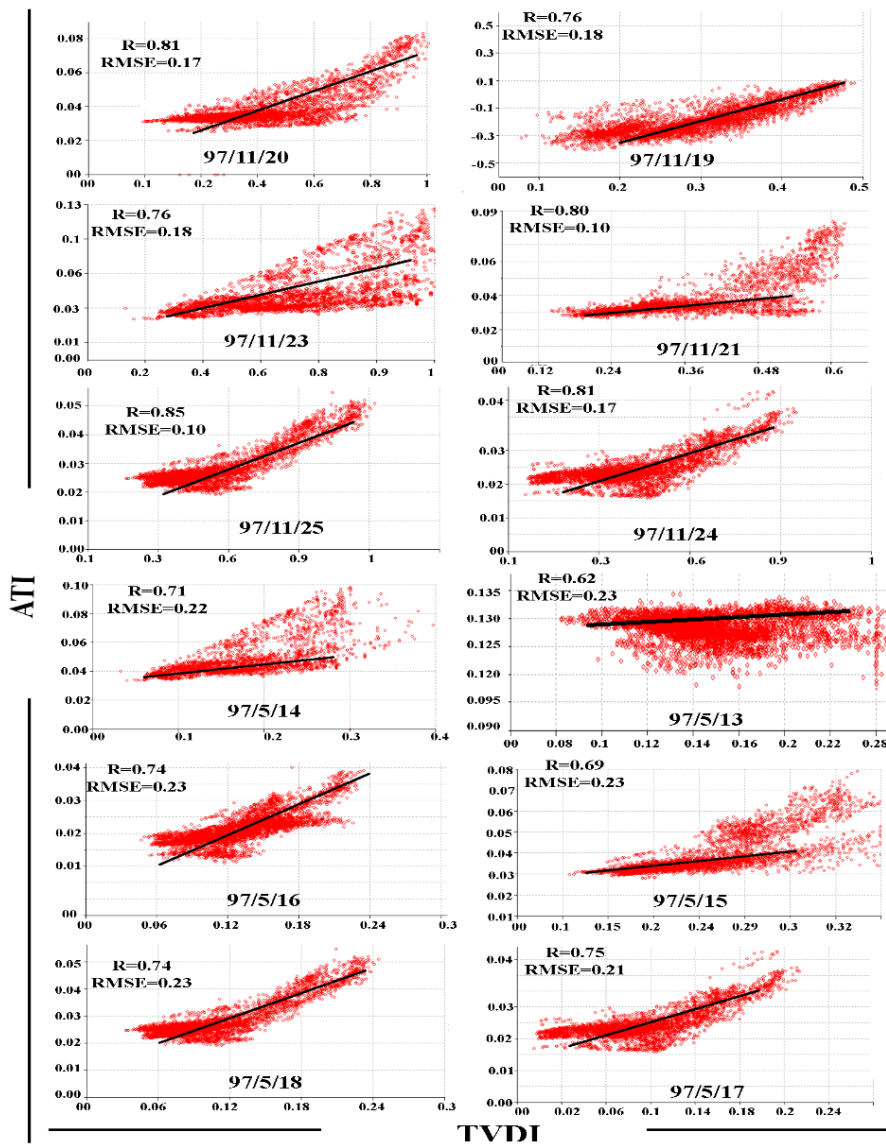 R=0.81
RMSE=0.17
0.08
0.06
0.04
0.02
0.00
97/11/20
00 0.1 0.2 0.4 0.6 0.8 1
R=0.76
RMSE=0.18
0.5
0.3
0.1
-0.1
-0.3
-0.5
97/11/19
00 0.1 0.2 0.3 0.4 0.5
R=0.76
RMSE=0.18
0.13
0.1
0.06
0.03
0.01
0.00
97/11/23
00 0.2 0.4 0.6 0.9 1
R=0.80
RMSE=0.10
0.09
0.06
0.04
0.02
00
97/11/21
00 0.12 0.24 0.36 0.48 0.6
R=0.85
RMSE=0.10
0.05
0.04
0.03
0.02
0.01
0.00
97/11/25
0.1 0.3 0.6 0.9 1
R=0.81
RMSE=0.17
0.04
0.03
0.02
0.01
00
97/11/24
00 0.1 0.3 0.6 0.9 1
ATI
R=0.71
RMSE=0.22
0.10
0.08
0.06
0.04
0.00
0.00
97/5/14
00 0.1 0.2 0.3 0.4
R=0.62
RMSE=0.23
0.135
0.130
0.125
0.120
0.095
0.090
97/5/13
00 0.08 0.1 0.12 0.14 0.16 0.2 0.22 0.28
R=0.74
RMSE=0.23
0.04
0.03
0.02
0.01
00
97/5/16
00 0.06 0.12 0.18 0.24 0.3
R=0.69
RMSE=0.23
0.08
0.07
0.06
0.05
0.04
0.03
0.01
97/5/15
00 0.1 0.15 0.2 0.24 0.29 0.3 0.32
R=0.74
RMSE=0.23
0.05
0.04
0.03
0.02
0.01
0.00
97/5/18
0.06 0.12 0.18 0.24 0.3
R=0.75
RMSE=0.21
0.04
0.03
0.02
0.01
00
97/5/17
00 0.02 0.06 0.1 0.14 0.2 0.24
TVDI